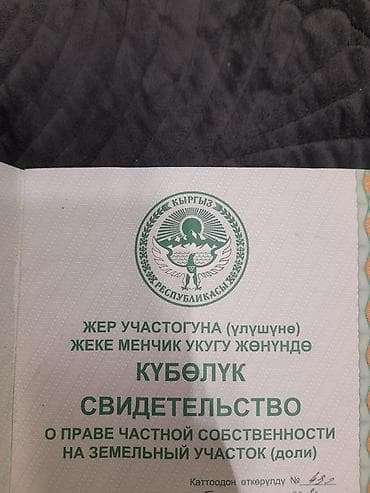 КЫРГЫЗ
РЕСПУБЛИКАСЫ
ЖЕР УЧАСТОГУНА (үлүшүнө)
ЖЕКЕ МЕНЧИК УКУГУ ЖӨНҮНДӨ
КҮБӨЛҮК
СВИДЕТЕЛЬСТВО
О ПРАВЕ ЧАСТНОЙ СОБСТВЕННОСТИ
НА ЗЕМЕЛЬНЫЙ УЧАСТОК (доли)
Каттоодон өткөрүлдү №